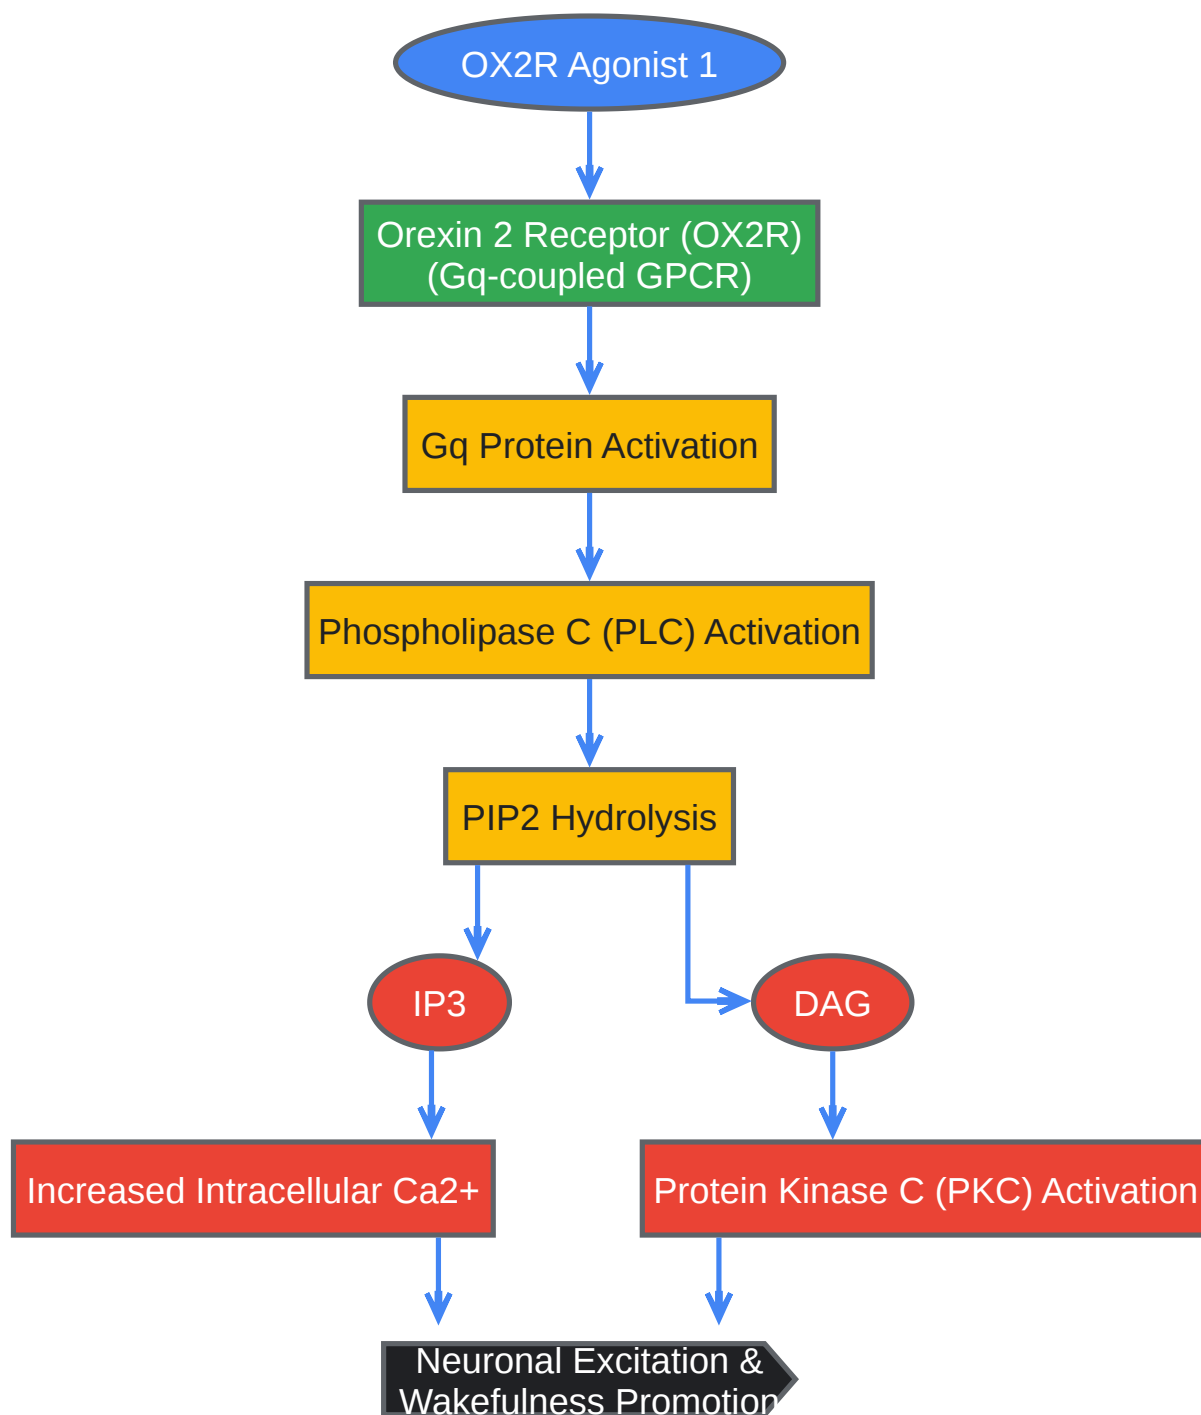 OX2R Agonist 1
Orexin 2 Receptor (OX2R)
(Gq-coupled GPCR)
Gq Protein Activation
Phospholipase C (PLC) Activation
PIP2 Hydrolysis
IP3
DAG
Increased Intracellular Ca2+
Protein Kinase C (PKC) Activation
Neuronal Excitation &
Wakefulness Promotion